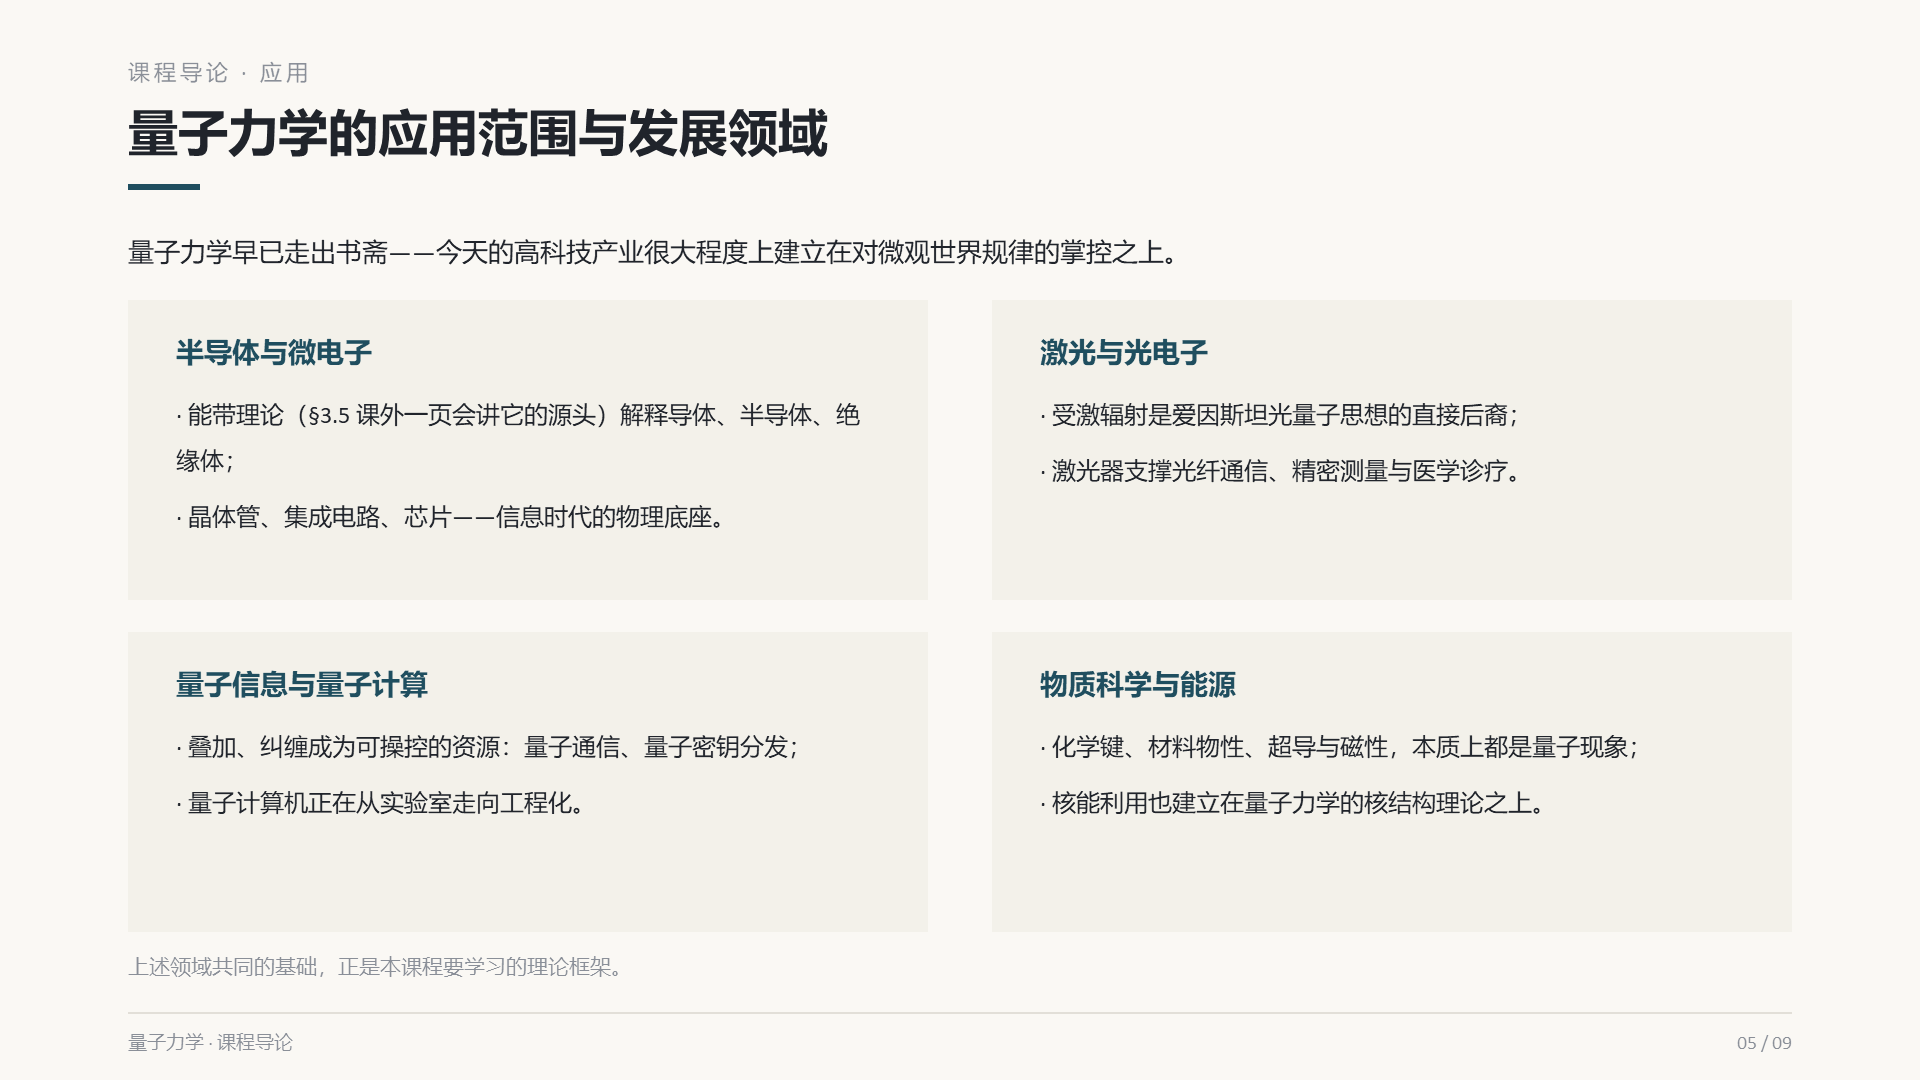 课程导论 · 应用
量子力学的应用范围与发展领域
量子力学早已走出书斋——今天的高科技产业很大程度上建立在对微观世界规律的掌控之上。
半导体与微电子
· 能带理论（§3.5 课外一页会讲它的源头）解释导体、半导体、绝
缘体；
· 晶体管、集成电路、芯片——信息时代的物理底座。
激光与光电子
· 受激辐射是爱因斯坦光量子思想的直接后裔；
· 激光器支撑光纤通信、精密测量与医学诊疗。
量子信息与量子计算
· 叠加、纠缠成为可操控的资源：量子通信、量子密钥分发；
· 量子计算机正在从实验室走向工程化。
物质科学与能源
· 化学键、材料物性、超导与磁性，本质上都是量子现象；
· 核能利用也建立在量子力学的核结构理论之上。
上述领域共同的基础，正是本课程要学习的理论框架。
量子力学 · 课程导论
05 / 09